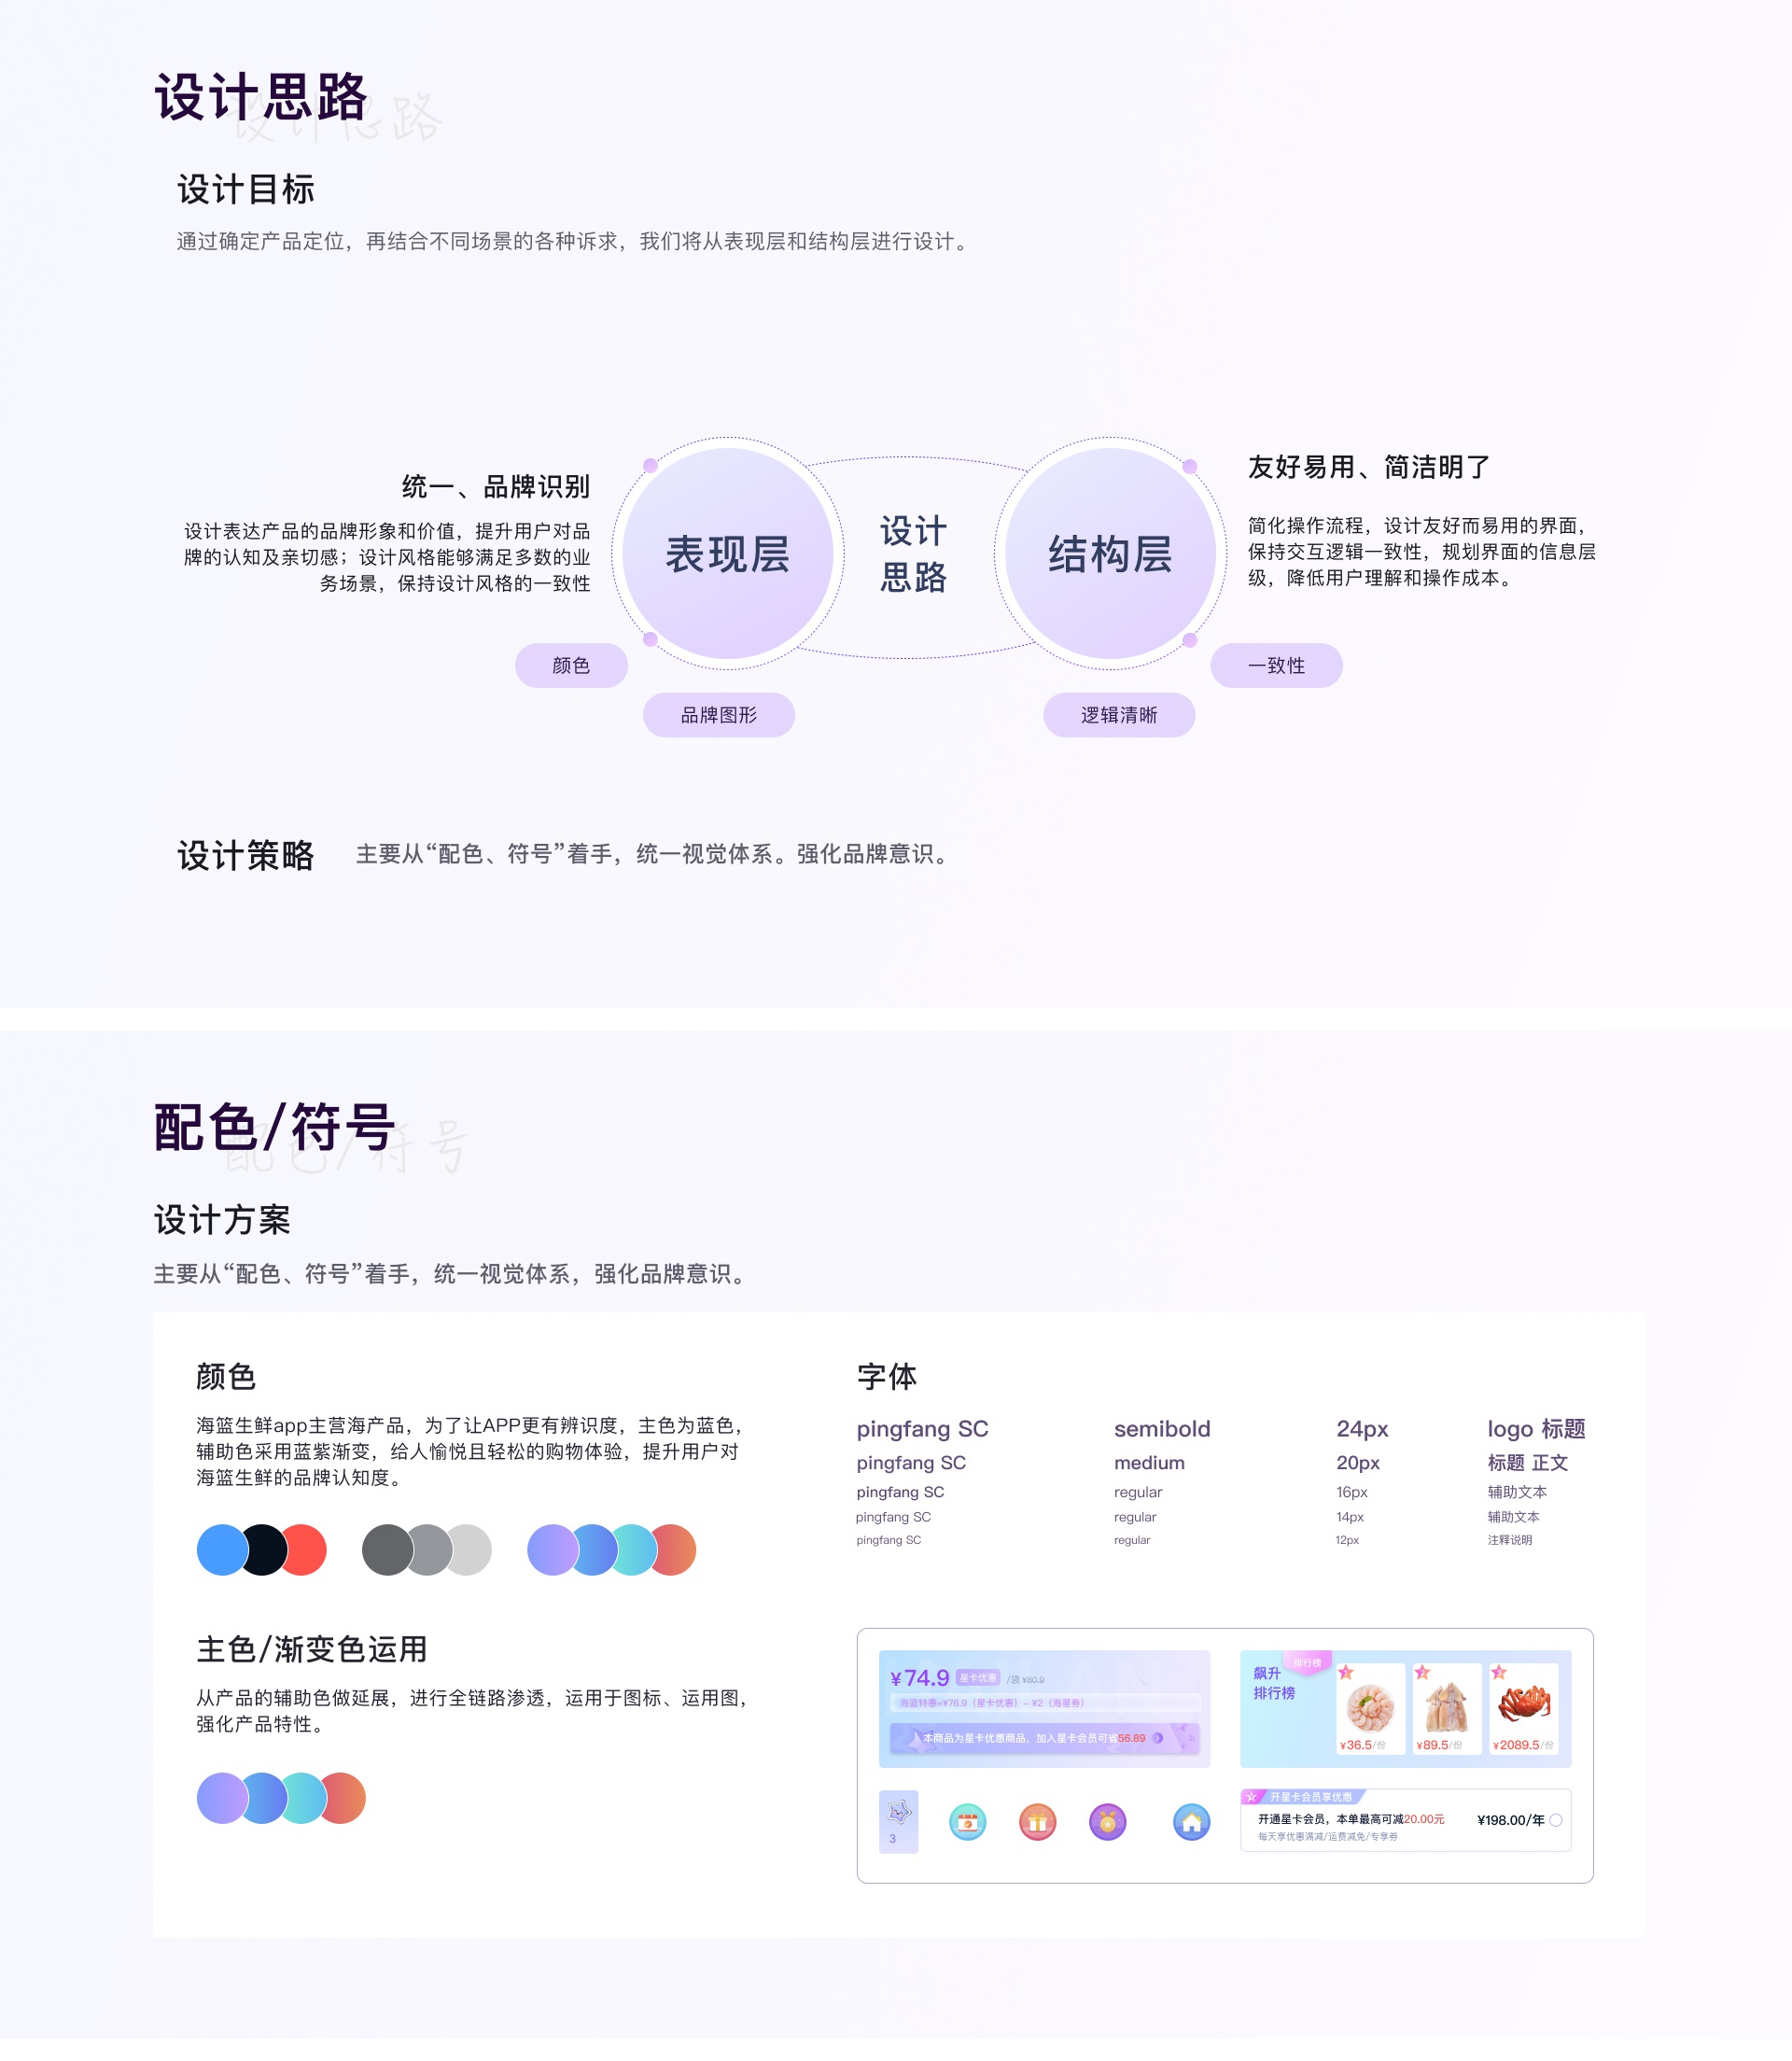 设计思路
设计思路
设计目标
通过确定产品定位，再结合不同场景的各种诉求，我们将从表现层和结构层进行设计。
统一、品牌识别
设计表达产品的品牌形象和价值，提升用户对品
牌的认知及亲切感；设计风格能够满足多数的业
务场景，保持设计风格的一致性
表现层
设计
思路
结构层
友好易用、简洁明了
简化操作流程，设计友好而易用的界面，
保持交互逻辑一致性，规划界面的信息层
级，降低用户理解和操作成本。
颜色
品牌图形
逻辑清晰
一致性
设计策略 主要从“配色、符号”着手，统一视觉体系。强化品牌意识。
配色/符号
配色/符号
设计方案
主要从“配色、符号”着手，统一视觉体系，强化品牌意识。
颜色
海篮生鲜app主营海产品，为了让APP更有辨识度，主色为蓝色，
辅助色采用蓝紫渐变，给人愉悦且轻松的购物体验，提升用户对
海篮生鲜的品牌认知度。
字体
pingfang SC semibold 24px logo 标题
pingfang SC medium 20px 标题 正文
pingfang SC regular 16px 辅助文本
pingfang SC regular 14px 辅助文本
pingfang SC regular 12px 注释说明
主色/渐变色运用
从产品的辅助色做延展，进行全链路渗透，运用于图标、运用图，
强化产品特性。
¥74.9 星卡优惠 /袋 ¥80.9
海篮特惠=¥76.9（星卡优惠）- ¥2（海星券）
本商品为星卡优惠商品，加入星卡会员可省56.89
飙升
排行榜
排行榜
¥36.5/份
¥89.5/份
¥2089.5/份
3
开星卡会员享优惠
开通星卡会员，本单最高可减20.00元
每天享优惠满减/运费减免/专享券
¥198.00/年